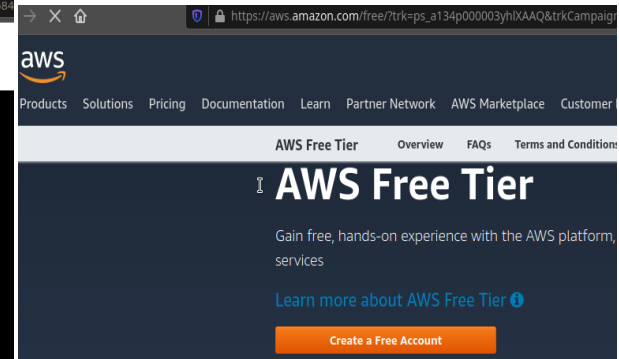 584
https://aws.amazon.com/free/?trk=ps_a134p000003yhlXAAQ&trkCampaign
aws
Products Solutions Pricing Documentation Learn Partner Network AWS Marketplace Customer
AWS Free Tier Overview FAQs Terms and Conditions
AWS Free Tier
Gain free, hands-on experience with the AWS platform,
services
Learn more about AWS Free Tier
Create a Free Account